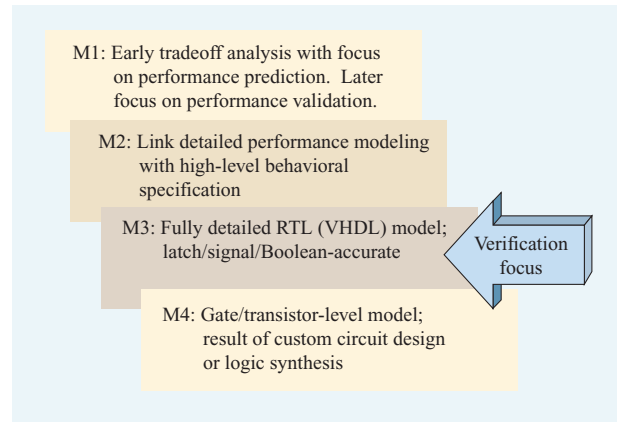 M1: Early tradeoff analysis with focus
on performance prediction. Later
focus on performance validation.
M2: Link detailed performance modeling
with high-level behavioral
specification
M3: Fully detailed RTL (VHDL) model;
latch/signal/Boolean-accurate
Verification
focus
M4: Gate/transistor-level model;
result of custom circuit design
or logic synthesis